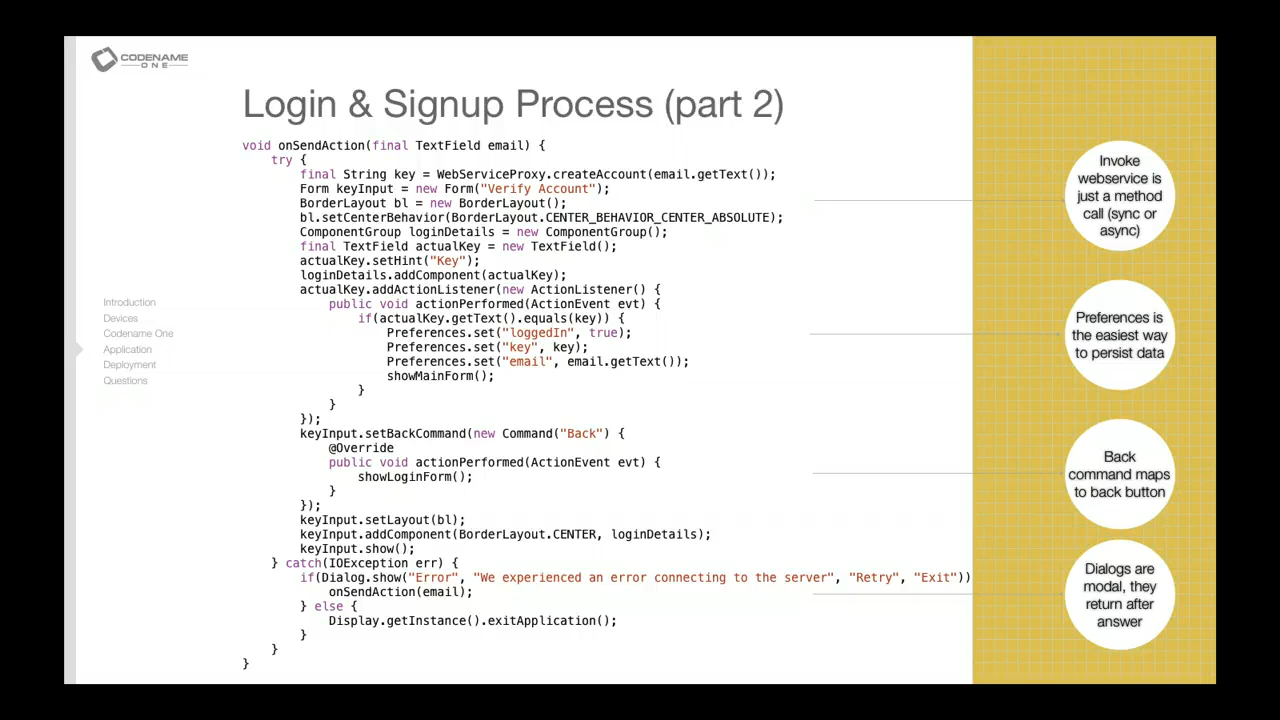 CODENAME
ONE
Login & Signup Process (part 2)
void onSendAction(final TextField email) {
try {
final String key = WebServiceProxy.createAccount(email.getText());
Form keyInput = new Form("Verify Account");
BorderLayout bl = new BorderLayout();
bl.setCenterBehavior(BorderLayout.CENTER_BEHAVIOR_CENTER_ABSOLUTE);
ComponentGroup loginDetails = new ComponentGroup();
final TextField actualKey = new TextField();
actualKey.setHint("Key");
loginDetails.addComponent(actualKey);
actualKey.addActionListener(new ActionListener() {
public void actionPerformed(ActionEvent evt) {
if(actualKey.getText().equals(key)) {
Preferences.set("loggedIn", true);
Preferences.set("key", key);
Preferences.set("email", email.getText());
showMainForm();
}
}
});
keyInput.setBackCommand(new Command("Back") {
@Override
public void actionPerformed(ActionEvent evt) {
showLoginForm();
}
});
keyInput.setLayout(bl);
keyInput.addComponent(BorderLayout.CENTER, loginDetails);
keyInput.show();
} catch(IOException err) {
if(Dialog.show("Error", "We experienced an error connecting to the server", "Retry", "Exit"))
onSendAction(email);
} else {
Display.getInstance().exitApplication();
}
}
}
Introduction
Devices
Codename One
Application
Deployment
Questions
Invoke
webservice is
just a method
call (sync or
async)
Preferences is
the easiest way
to persist data
Back
command maps
to back button
Dialogs are
modal, they
return after
answer